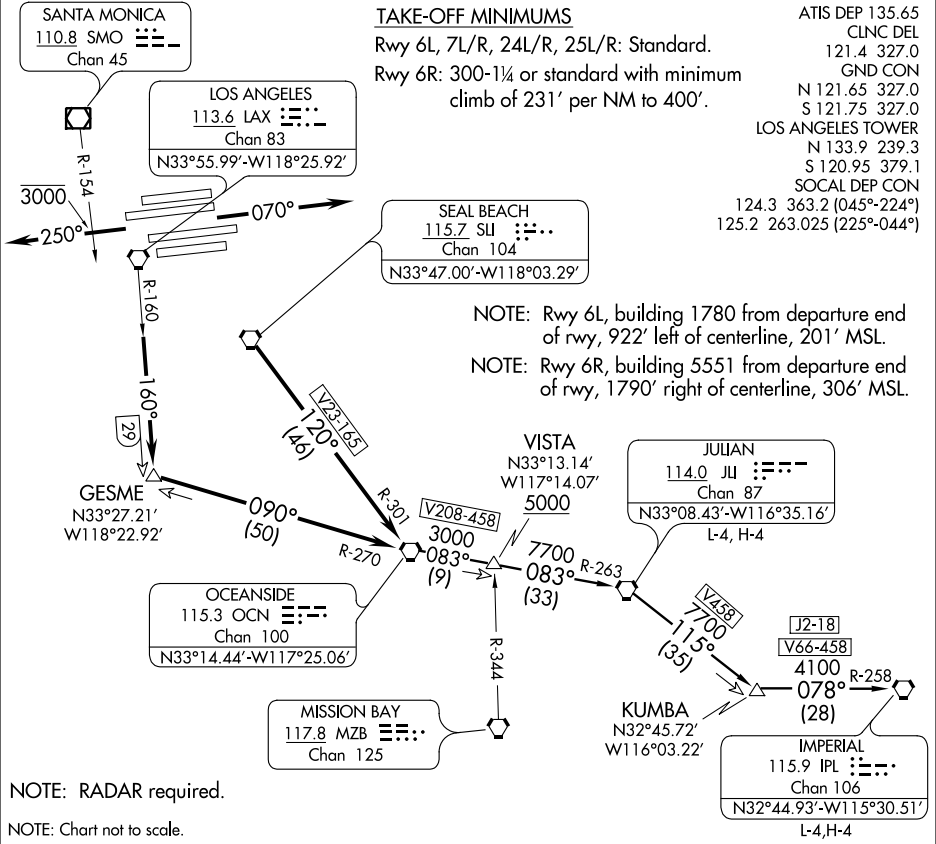 SANTA MONICA
110.8 SMO
Chan 45
TAKE-OFF MINIMUMS
Rwy 6L, 7L/R, 24L/R, 25L/R: Standard.
Rwy 6R: 300-1¼ or standard with minimum
climb of 231' per NM to 400'.
ATIS DEP 135.65
CLNC DEL
121.4 327.0
GND CON
N 121.65 327.0
S 121.75 327.0
LOS ANGELES TOWER
N 133.9 239.3
S 120.95 379.1
SOCAL DEP CON
124.3 363.2 (045°-224°)
125.2 263.025 (225°-044°)
LOS ANGELES
113.6 LAX
Chan 83
N33°55.99'-W118°25.92'
R-154
3000
250°
070°
SEAL BEACH
115.7 SLI
Chan 104
N33°47.00'-W118°03.29'
R-160
160°
29
NOTE: Rwy 6L, building 1780 from departure end
of rwy, 922' left of centerline, 201' MSL.
NOTE: Rwy 6R, building 5551 from departure end
of rwy, 1790' right of centerline, 306' MSL.
V23-165
120°
(46)
R-301
GESME
N33°27.21'
W118°22.92'
090°
(50)
R-270
VISTA
N33°13.14'
W117°14.07'
5000
V208-458
3000
083°
(9)
7700
083°
(33)
R-263
JULIAN
114.0 JLI
Chan 87
N33°08.43'-W116°35.16'
L-4, H-4
OCEANSIDE
115.3 OCN
Chan 100
N33°14.44'-W117°25.06'
R-344
V458
7700
115°
(35)
J2-18
V66-458
4100
078°
(28)
R-258
KUMBA
N32°45.72'
W116°03.22'
MISSION BAY
117.8 MZB
Chan 125
IMPERIAL
115.9 IPL
Chan 106
N32°44.93'-W115°30.51'
L-4,H-4
NOTE: RADAR required.
NOTE: Chart not to scale.